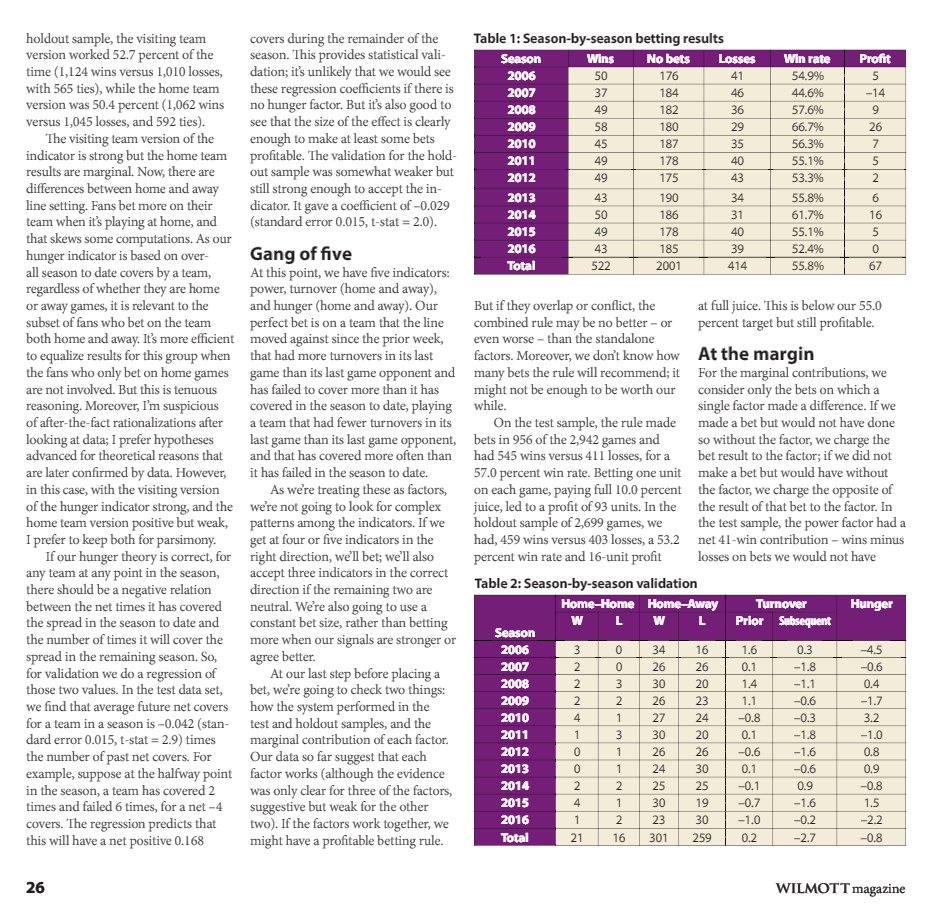 holdout sample, the visiting team
version worked 52.7 percent of the
time (1,124 wins versus 1,010 losses,
with 565 ties), while the home team
version was 50.4 percent (1,062 wins
versus 1,045 losses, and 592 ties).
The visiting team version of the
indicator is strong but the home team
results are marginal. Now, there are
differences between home and away
line setting. Fans bet more on their
team when it's playing at home, and
that skews some computations. As our
hunger indicator is based on over-
all season to date covers by a team,
regardless of whether they are home
or away games, it is relevant to the
subset of fans who bet on the team
both home and away. It's more efficient
to equalize results for this group when
the fans who only bet on home games
are not involved. But this is tenuous
reasoning. Moreover, I'm suspicious
of after-the-fact rationalizations after
looking at data; I prefer hypotheses
advanced for theoretical reasons that
are later confirmed by data. However,
in this case, with the visiting version
of the hunger indicator strong, and the
home team version positive but weak,
I prefer to keep both for parsimony.
If our hunger theory is correct, for
any team at any point in the season,
there should be a negative relation
between the net times it has covered
the spread in the season to date and
the number of times it will cover the
spread in the remaining season. So,
for validation we do a regression of
those two values. In the test data set,
we find that average future net covers
for a team in a season is –0.042 (stan-
dard error 0.015, t-stat = 2.9) times
the number of past net covers. For
example, suppose at the halfway point
in the season, a team has covered 2
times and failed 6 times, for a net –4
covers. The regression predicts that
this will have a net positive 0.168
covers during the remainder of the
season. This provides statistical vali-
dation; it's unlikely that we would see
these regression coefficients if there is
no hunger factor. But it's also good to
see that the size of the effect is clearly
enough to make at least some bets
profitable. The validation for the hold-
out sample was somewhat weaker but
still strong enough to accept the in-
dicator. It gave a coefficient of –0.029
(standard error 0.015, t-stat = 2.0).
Gang of five
At this point, we have five indicators:
power, turnover (home and away),
and hunger (home and away). Our
perfect bet is on a team that the line
moved against since the prior week,
that had more turnovers in its last
game than its last game opponent and
has failed to cover more than it has
covered in the season to date, playing
a team that had fewer turnovers in its
last game than its last game opponent,
and that has covered more often than
it has failed in the season to date.
As we're treating these as factors,
we're not going to look for complex
patterns among the indicators. If we
get at four or five indicators in the
right direction, we'll bet; we'll also
accept three indicators in the correct
direction if the remaining two are
neutral. We're also going to use a
constant bet size, rather than betting
more when our signals are stronger or
agree better.
At our last step before placing a
bet, we're going to check two things:
how the system performed in the
test and holdout samples, and the
marginal contribution of each factor.
Our data so far suggest that each
factor works (although the evidence
was only clear for three of the factors,
suggestive but weak for the other
two). If the factors work together, we
might have a profitable betting rule.
Table 1: Season-by-season betting results
Season Wins No bets Losses Win rate Profit
2006 50 176 41 54.9% 5
2007 37 184 46 44.6% –14
2008 49 182 36 57.6% 9
2009 58 180 29 66.7% 26
2010 45 187 35 56.3% 7
2011 49 178 40 55.1% 5
2012 49 175 43 53.3% 2
2013 43 190 34 55.8% 6
2014 50 186 31 61.7% 16
2015 49 178 40 55.1% 5
2016 43 185 39 52.4% 0
Total 522 2001 414 55.8% 67
But if they overlap or conflict, the
combined rule may be no better – or
even worse – than the standalone
factors. Moreover, we don't know how
many bets the rule will recommend; it
might not be enough to be worth our
while.
On the test sample, the rule made
bets in 956 of the 2,942 games and
had 545 wins versus 411 losses, for a
57.0 percent win rate. Betting one unit
on each game, paying full 10.0 percent
juice, led to a profit of 93 units. In the
holdout sample of 2,699 games, we
had, 459 wins versus 403 losses, a 53.2
percent win rate and 16-unit profit
at full juice. This is below our 55.0
percent target but still profitable.
At the margin
For the marginal contributions, we
consider only the bets on which a
single factor made a difference. If we
made a bet but would not have done
so without the factor, we charge the
bet result to the factor; if we did not
make a bet but would have without
the factor, we charge the opposite of
the result of that bet to the factor. In
the test sample, the power factor had a
net 41-win contribution – wins minus
losses on bets we would not have
Table 2: Season-by-season validation
Home–Home Home–Away Turnover Hunger
Season W L W L Prior Subsequent
2006 3 0 34 16 1.6 0.3 –4.5
2007 2 0 26 26 0.1 –1.8 –0.6
2008 2 3 30 20 1.4 –1.1 0.4
2009 2 2 26 23 1.1 –0.6 –1.7
2010 4 1 27 24 –0.8 –0.3 3.2
2011 1 3 30 20 0.1 –1.8 –1.0
2012 0 1 26 26 –0.6 –1.6 0.8
2013 0 1 24 30 0.1 –0.6 0.9
2014 2 2 25 25 –0.1 0.9 –0.8
2015 4 1 30 19 –0.7 –1.6 1.5
2016 1 2 23 30 –1.0 –0.2 –2.2
Total 21 16 301 259 0.2 –2.7 –0.8
26
WILMOTT magazine